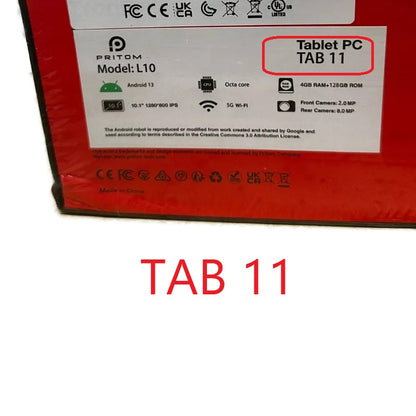 PRITOM
Model: L10
Tablet PC
TAB 11
Android 13
CPU
Octa core
4GB RAM+128GB ROM
10.1
10.1" 1280*800 IPS
5G Wi-Fi
Front Camera: 2.0 MP
Rear Camera: 8.0 MP
The Android robot is reproduced or modified from work created and shared by Google and
used according to terms described in the Creative Commons 3.0 Attribution License.
Made in China
TAB 11